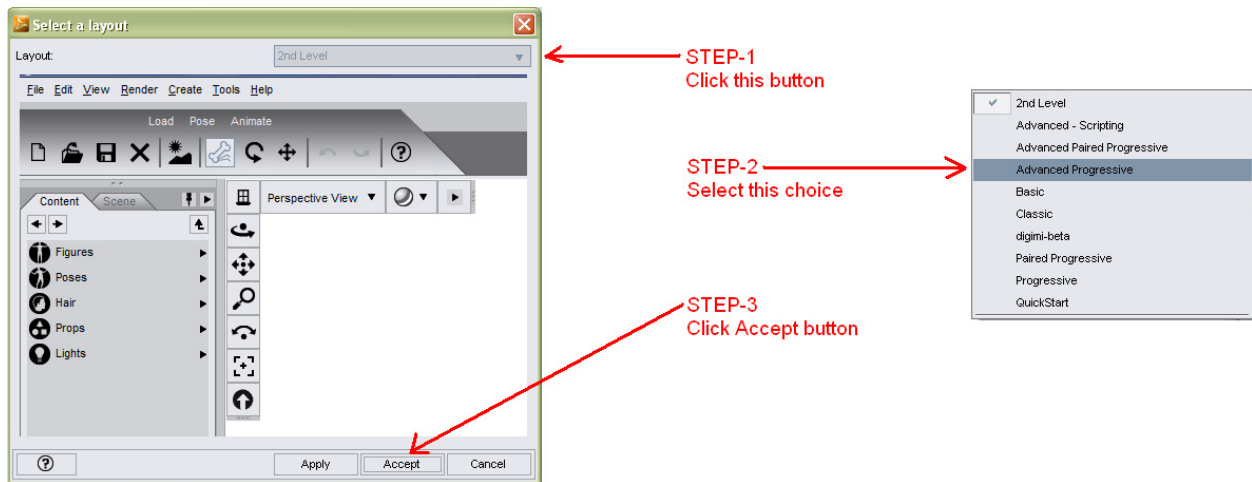 Select a layout
Layout:
2nd Level
File Edit View Render Create Tools Help
Load Pose Animate
Content Scene
Perspective View
Figures
Poses
Hair
Props
Lights
Apply Accept Cancel
STEP-1
Click this button
STEP-2
Select this choice
STEP-3
Click Accept button
2nd Level
Advanced - Scripting
Advanced Paired Progressive
Advanced Progressive
Basic
Classic
digimi-beta
Paired Progressive
Progressive
QuickStart